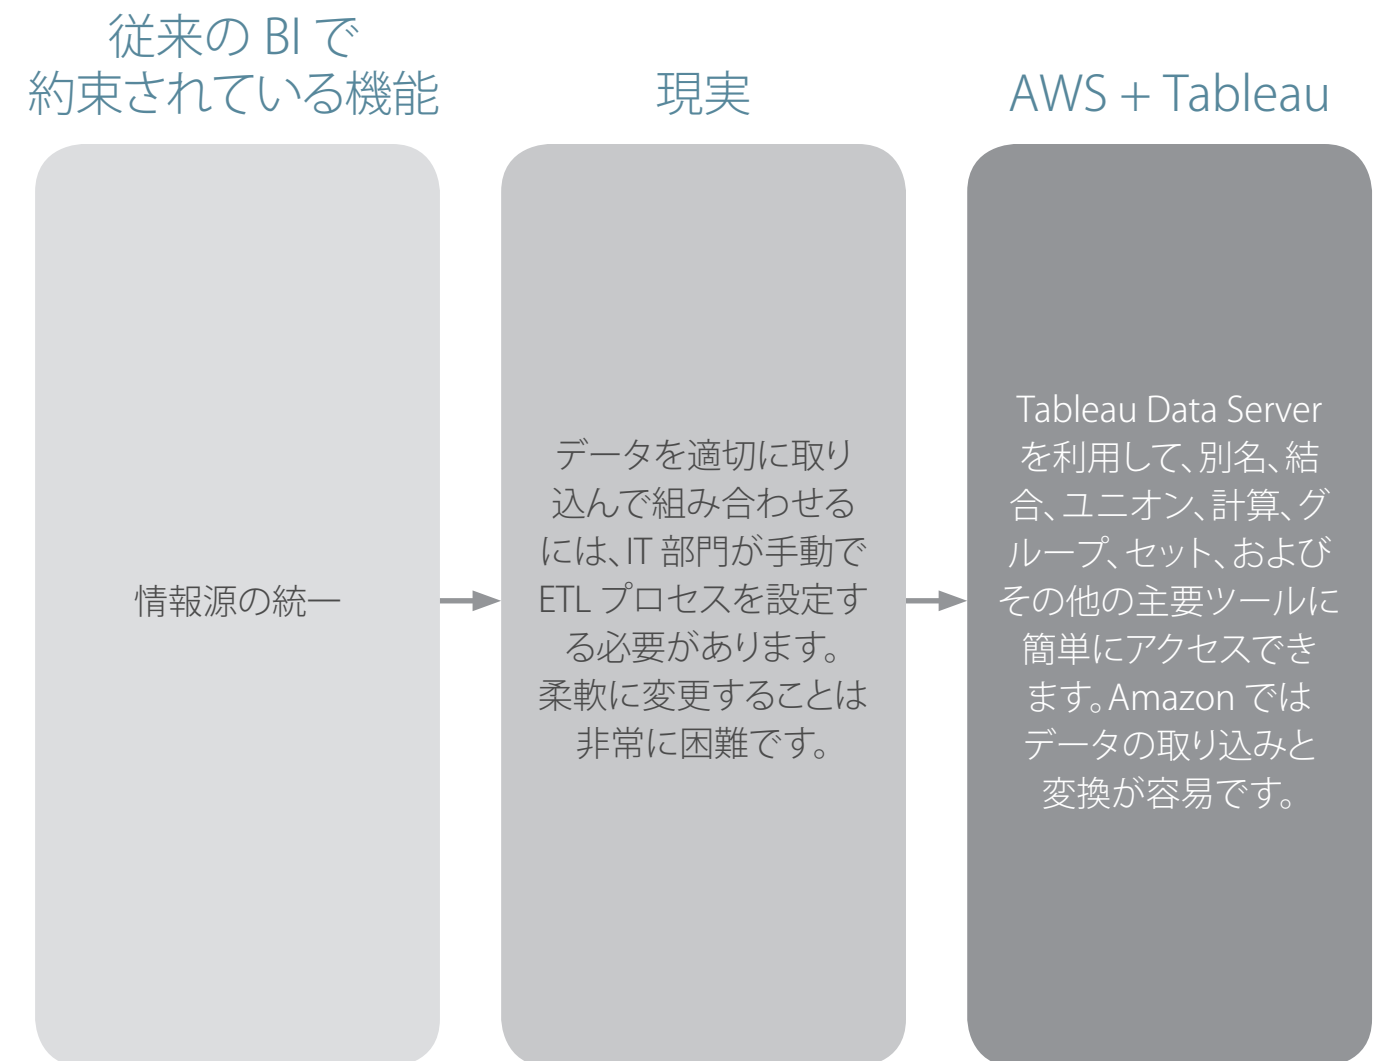 従来の BI で
約束されている機能
現実
AWS + Tableau
情報源の統一
データを適切に取り
込んで組み合わせる
には、IT 部門が手動で
ETL プロセスを設定す
る必要があります。
柔軟に変更することは
非常に困難です。
Tableau Data Server
を利用して、別名、結
合、ユニオン、計算、グ
ループ、セット、および
その他の主要ツールに
簡単にアクセスでき
ます。Amazon では
データの取り込みと
変換が容易です。